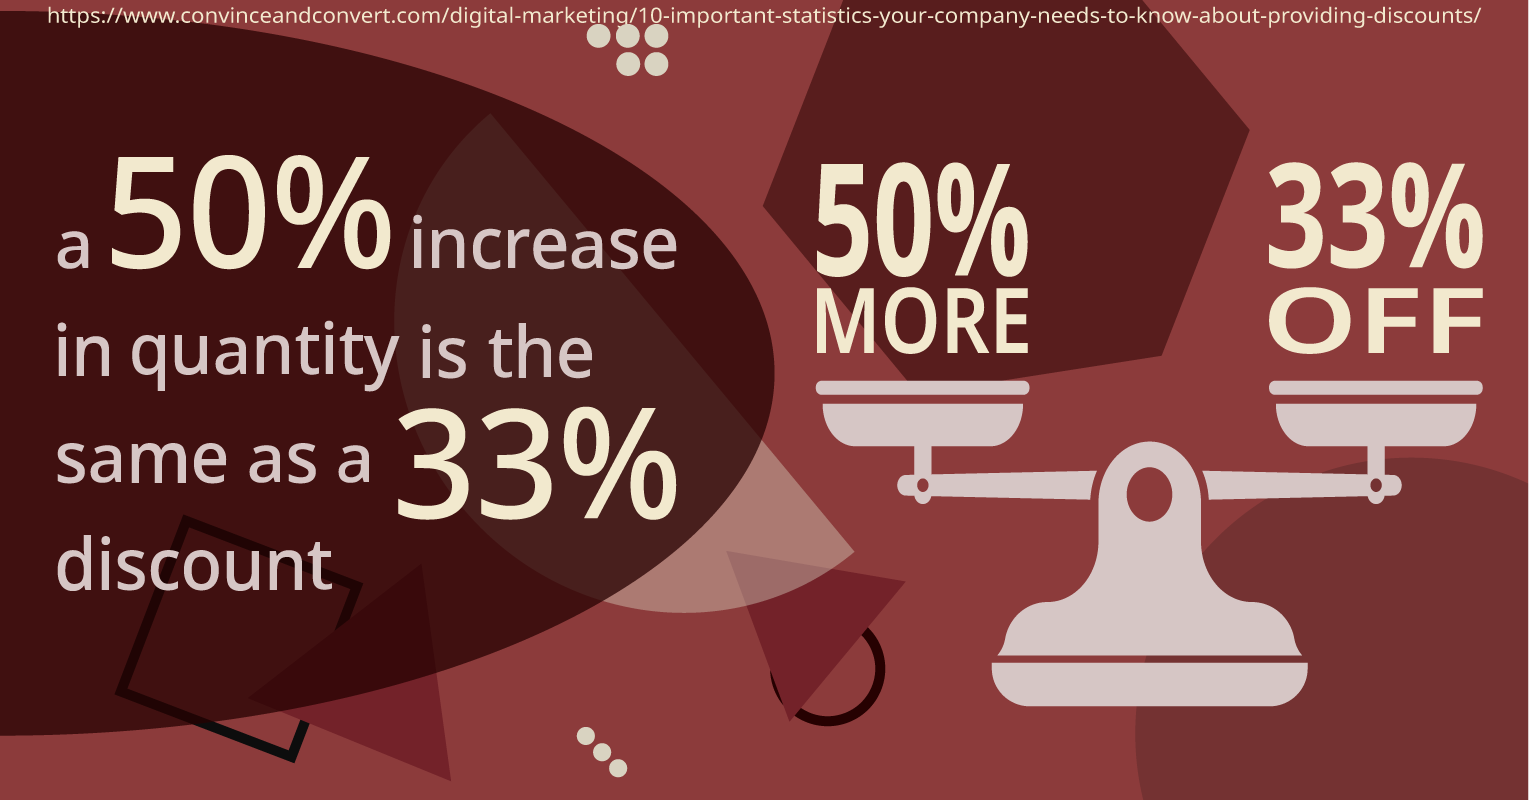 https://www.convinceandconvert.com/digital-marketing/10-important-statistics-your-company-needs-to-know-about-providing-discounts/
a 50% increase
in quantity is the
same as a 33%
discount
50%
MORE
33%
OFF